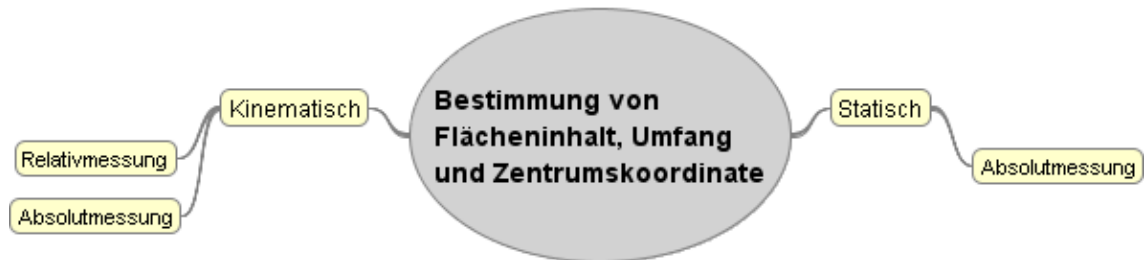 Bestimmung von
Flächeninhalt, Umfang
und Zentrumskoordinate
Kinematisch
Relativmessung
Absolutmessung
Statisch
Absolutmessung